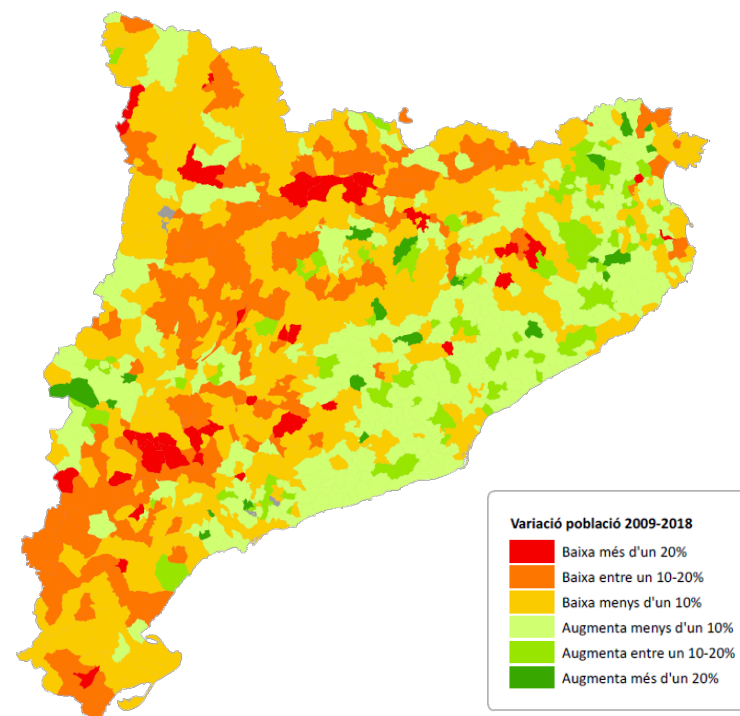 Variació població 2009-2018
Baixa més d'un 20%
Baixa entre un 10-20%
Baixa menys d'un 10%
Augmenta menys d'un 10%
Augmenta entre un 10-20%
Augmenta més d'un 20%